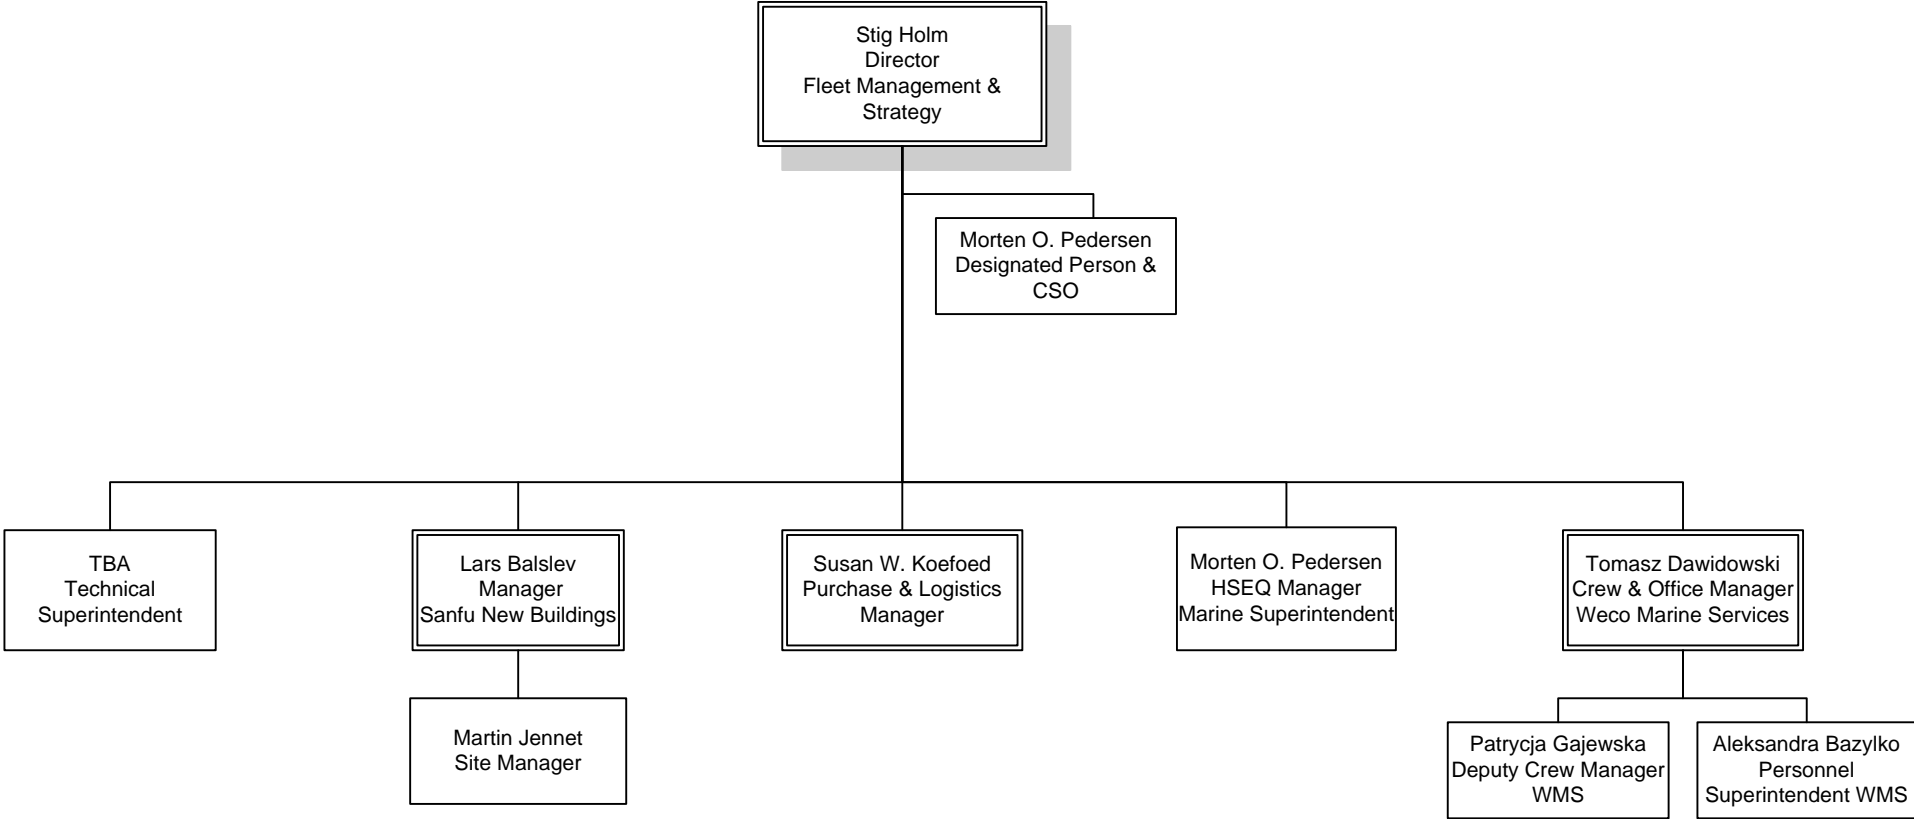 Stig Holm
Director
Fleet Management &
Strategy
Morten O. Pedersen
Designated Person &
CSO
TBA
Technical
Superintendent
Lars Balslev
Manager
Sanfu New Buildings
Susan W. Koefoed
Purchase & Logistics
Manager
Morten O. Pedersen
HSEQ Manager
Marine Superintendent
Tomasz Dawidowski
Crew & Office Manager
Weco Marine Services
Martin Jennet
Site Manager
Patrycja Gajewska
Deputy Crew Manager
WMS
Aleksandra Bazylko
Personnel
Superintendent WMS